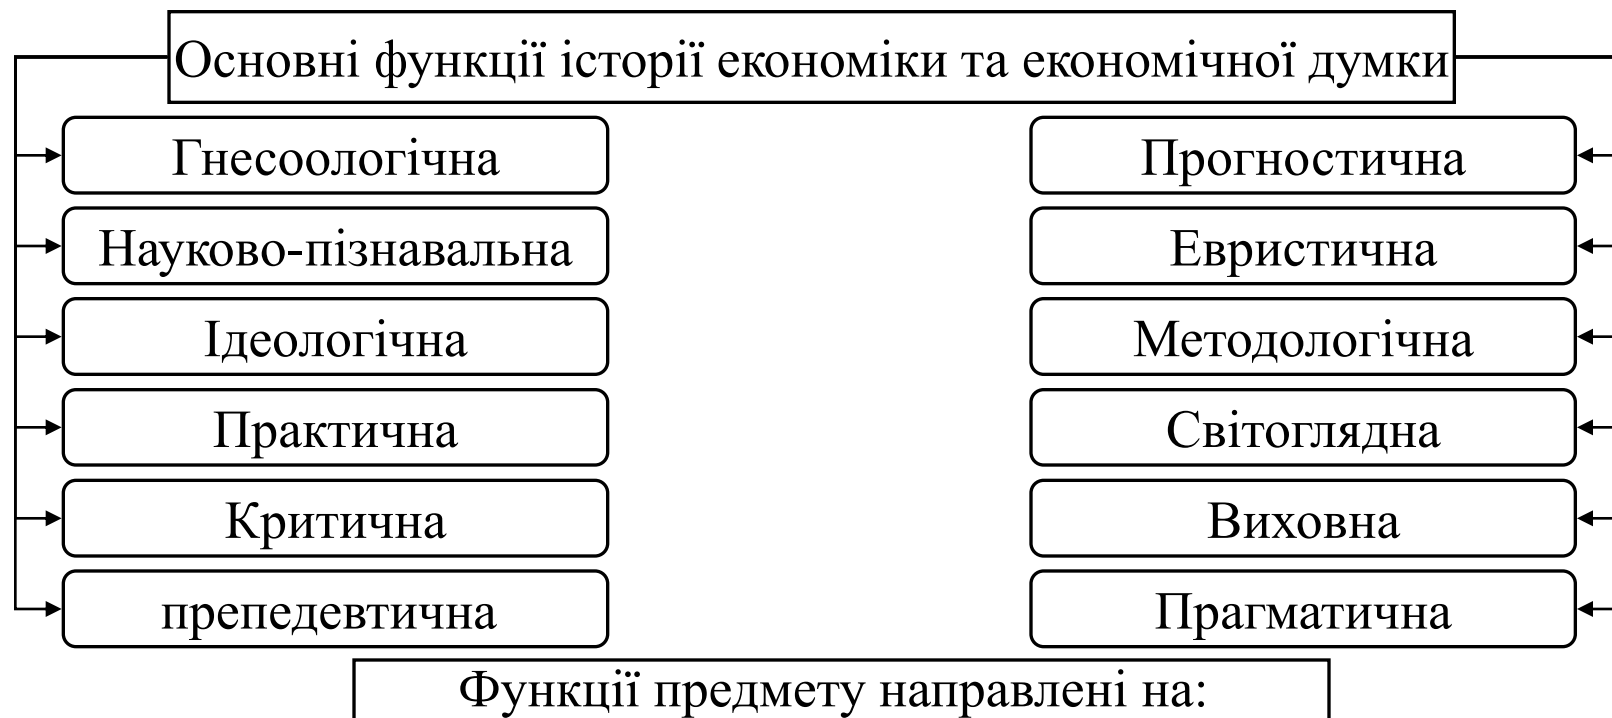 Основні функції історії економіки та економічної думки
Гнесоологічна
Науково-пізнавальна
Ідеологічна
Практична
Критична
препедевтична
Прогностична
Евристична
Методологічна
Світоглядна
Виховна
Прагматична
Функції предмету направлені на: